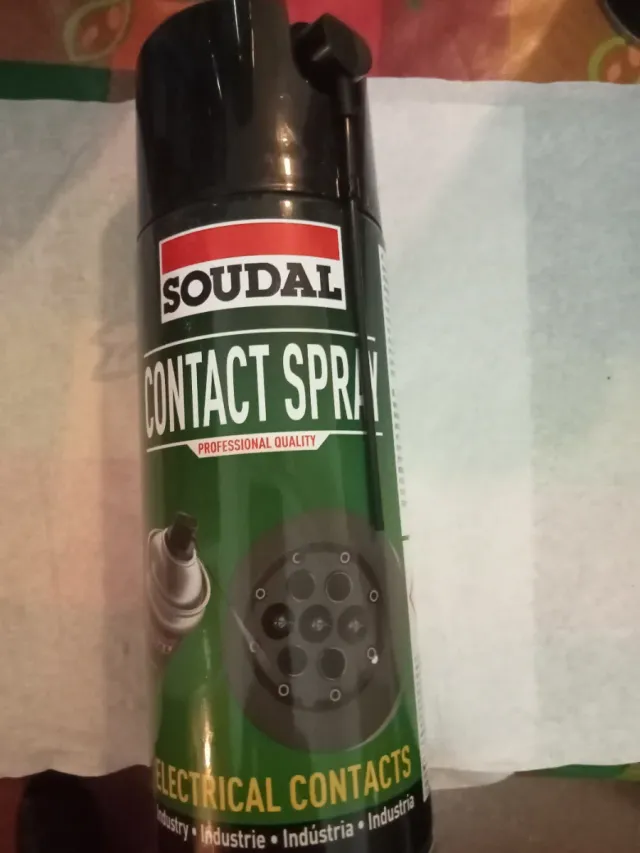 SOUDAL
CONTACT SPRAY
PROFESSIONAL QUALITY
ELECTRICAL CONTACTS
Industry • Industrie • Indústria • Industria